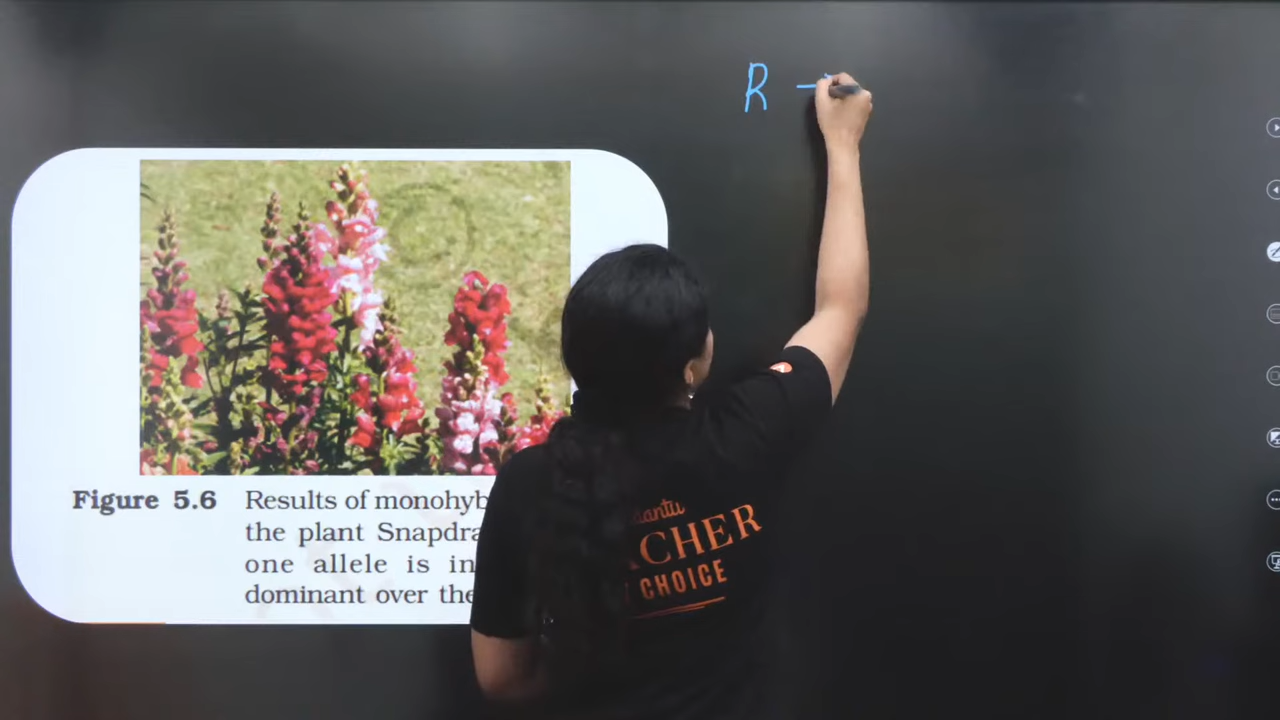 R →
Figure 5.6 Results of monohyb
the plant Snapdra
one allele is in
dominant over the
CHER
CHOICE